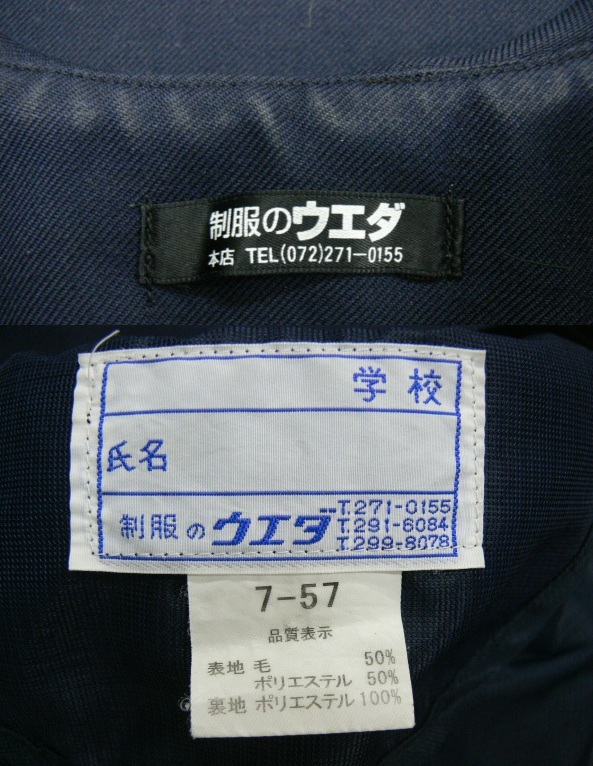 制服のウエダ
本店 TEL(072)271-0155
学校
氏名
制服のウエダ
T.271-0155
T.291-6084
T.299-8078
7-57
品質表示
表地 毛 50%
ポリエステル 50%
裏地 ポリエステル 100%